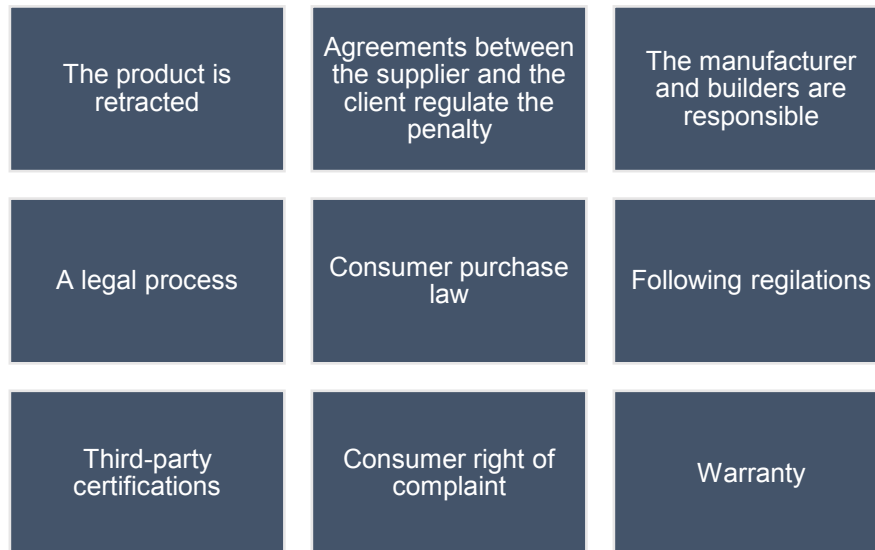 The product is
retracted
Agreements between
the supplier and the
client regulate the
penalty
The manufacturer
and builders are
responsible
A legal process
Consumer purchase
law
Following regilations
Third-party
certifications
Consumer right of
complaint
Warranty